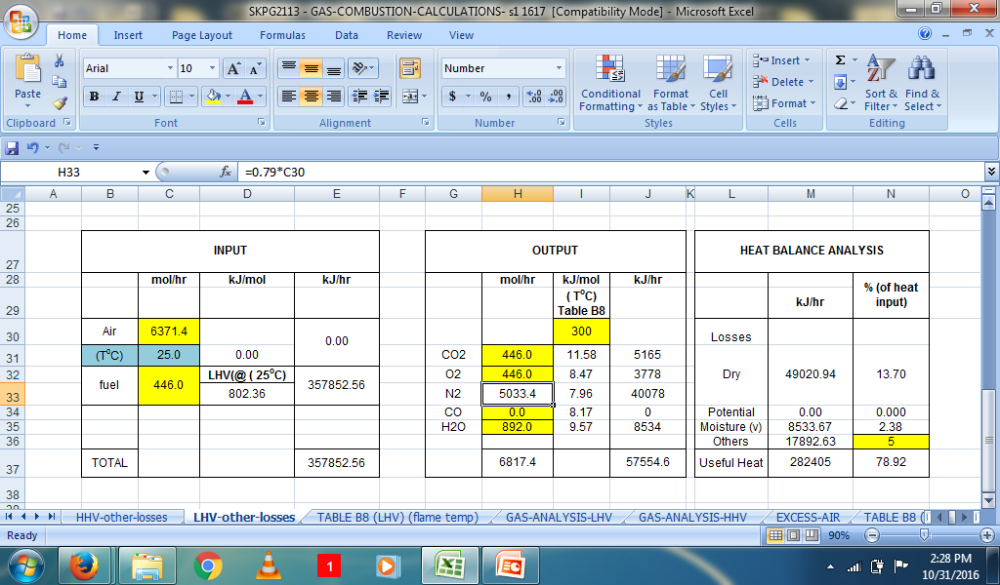 SKPG2113 - GAS-COMBUSTION-CALCULATIONS- s1 1617 [Compatibility Mode] - Microsoft Excel
Home Insert Page Layout Formulas Data Review View
Paste Arial 10 Number Conditional Formatting Format as Table Cell Styles Insert Delete Format Sort & Filter Find & Select
B I U $ % ,
Clipboard Font Alignment Number Styles Cells Editing
H33 fx =0.79*C30
A B C D E F G H I J K L M N O
25
26
27 INPUT OUTPUT HEAT BALANCE ANALYSIS
28 mol/hr kJ/mol kJ/hr mol/hr kJ/mol kJ/hr
29 ( T°C) Table B8 kJ/hr % (of heat input)
30 Air 6371.4 0.00 300 Losses
31 (T°C) 25.0 0.00 CO2 446.0 11.58 5165
32 fuel 446.0 LHV(@ ( 25°C) 357852.56 O2 446.0 8.47 3778 Dry 49020.94 13.70
33 802.36 N2 5033.4 7.96 40078
34 CO 0.0 8.17 0 Potential 0.00 0.000
35 H2O 892.0 9.57 8534 Moisture (v) 8533.67 2.38
36 Others 17892.63 5
37 TOTAL 357852.56 6817.4 57554.6 Useful Heat 282405 78.92
38
HHV-other-losses LHV-other-losses TABLE B8 (LHV) (flame temp) GAS-ANALYSIS-LHV GAS-ANALYSIS-HHV EXCESS-AIR TABLE B8 (
Ready 90%
1
2:28 PM
10/31/2016